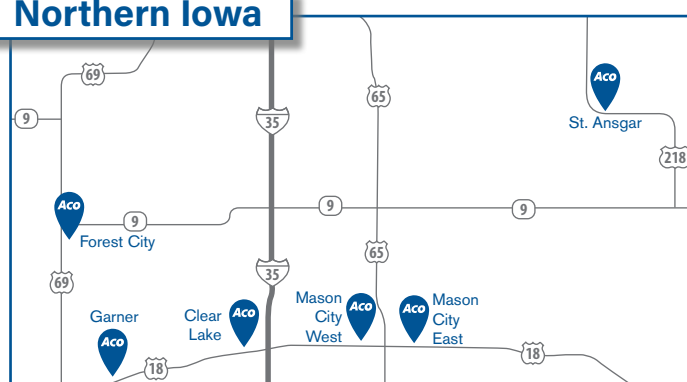 Northern Iowa
69
65
Aco
9
35
St. Ansgar
218
Aco
9
9
9
Forest City
65
35
69
Mason
City
West
Aco
Aco
Mason
City
East
Clear
Lake
Aco
Garner
Aco
18
18